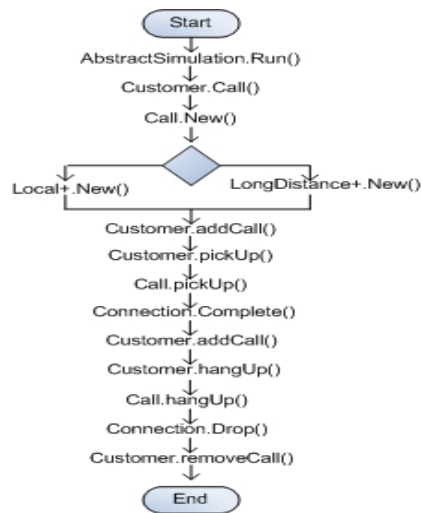 Start
AbstractSimulation.Run()
Customer.Call()
Call.New()
Local+.New()
LongDistance+.New()
Customer.addCall()
Customer.pickUp()
Call.pickUp()
Connection.Complete()
Customer.addCall()
Customer.hangUp()
Call.hangUp()
Connection.Drop()
Customer.removeCall()
End